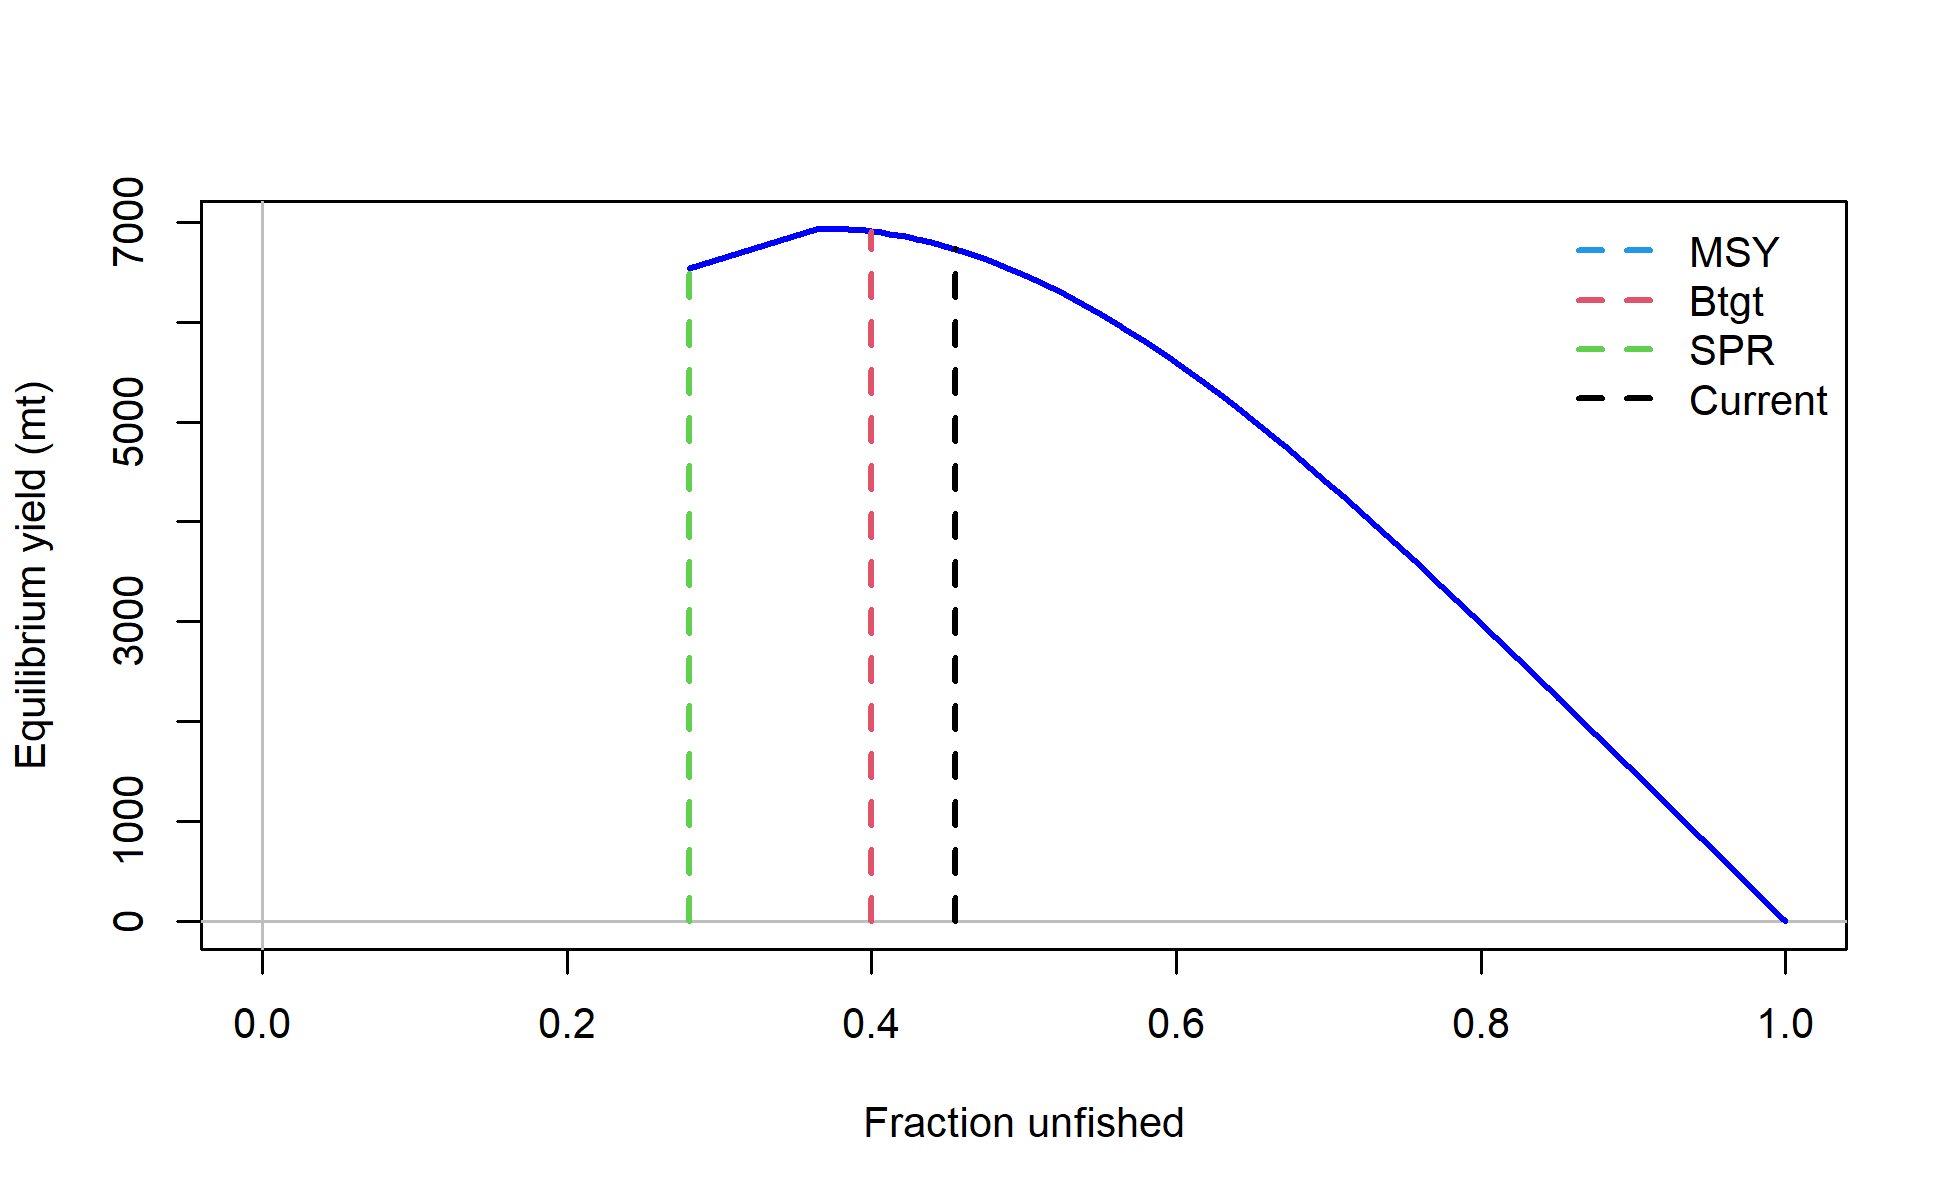 7000
5000
3000
1000
0
Equilibrium yield (mt)
MSY
Btgt
SPR
Current
0.0 0.2 0.4 0.6 0.8 1.0
Fraction unfished